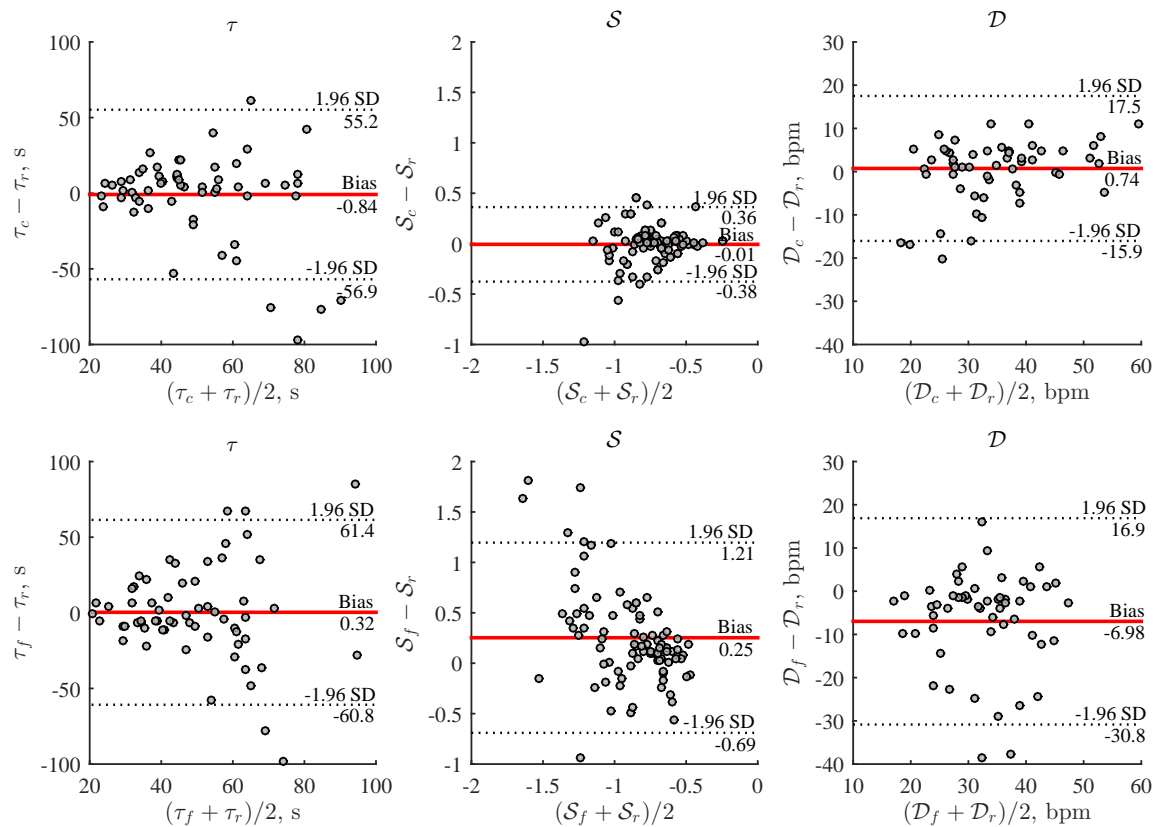 τ
τ_c − τ_r, s
100
50
0
-50
-100
1.96 SD
55.2
Bias
-0.84
-1.96 SD
-56.9
20 40 60 80 100
(τ_c + τ_r)/2, s
𝒮
𝒮_c − 𝒮_r
2
1.5
1
0.5
0
-0.5
-1
1.96 SD
0.36
Bias
-0.01
-1.96 SD
-0.38
-2 -1.5 -1 -0.5 0
(𝒮_c + 𝒮_r)/2
𝒟
𝒟_c − 𝒟_r, bpm
40
30
20
10
0
-10
-20
-30
-40
1.96 SD
17.5
Bias
0.74
-1.96 SD
-15.9
10 20 30 40 50 60
(𝒟_c + 𝒟_r)/2, bpm
τ
τ_f − τ_r, s
100
50
0
-50
-100
1.96 SD
61.4
Bias
0.32
-1.96 SD
-60.8
20 40 60 80 100
(τ_f + τ_r)/2, s
𝒮
𝒮_f − 𝒮_r
2
1.5
1
0.5
0
-0.5
-1
1.96 SD
1.21
Bias
0.25
-1.96 SD
-0.69
-2 -1.5 -1 -0.5 0
(𝒮_f + 𝒮_r)/2
𝒟
𝒟_f − 𝒟_r, bpm
40
30
20
10
0
-10
-20
-30
-40
1.96 SD
16.9
Bias
-6.98
-1.96 SD
-30.8
10 20 30 40 50 60
(𝒟_f + 𝒟_r)/2, bpm